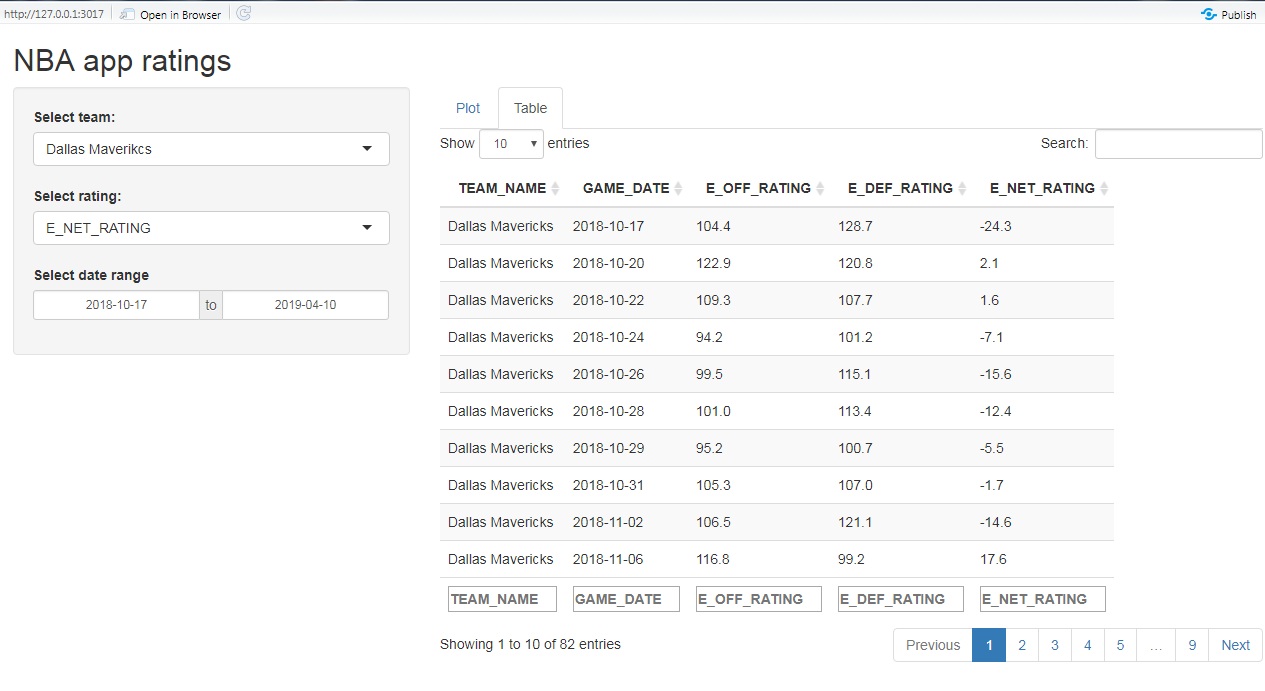 http://127.0.0.1:3017 Open in Browser Publish
NBA app ratings
Select team:
Dallas Maverikcs
Select rating:
E_NET_RATING
Select date range
2018-10-17 to 2019-04-10
Plot Table
Show 10 entries Search:
TEAM_NAME GAME_DATE E_OFF_RATING E_DEF_RATING E_NET_RATING
Dallas Mavericks 2018-10-17 104.4 128.7 -24.3
Dallas Mavericks 2018-10-20 122.9 120.8 2.1
Dallas Mavericks 2018-10-22 109.3 107.7 1.6
Dallas Mavericks 2018-10-24 94.2 101.2 -7.1
Dallas Mavericks 2018-10-26 99.5 115.1 -15.6
Dallas Mavericks 2018-10-28 101.0 113.4 -12.4
Dallas Mavericks 2018-10-29 95.2 100.7 -5.5
Dallas Mavericks 2018-10-31 105.3 107.0 -1.7
Dallas Mavericks 2018-11-02 106.5 121.1 -14.6
Dallas Mavericks 2018-11-06 116.8 99.2 17.6
TEAM_NAME GAME_DATE E_OFF_RATING E_DEF_RATING E_NET_RATING
Showing 1 to 10 of 82 entries Previous 1 2 3 4 5 … 9 Next